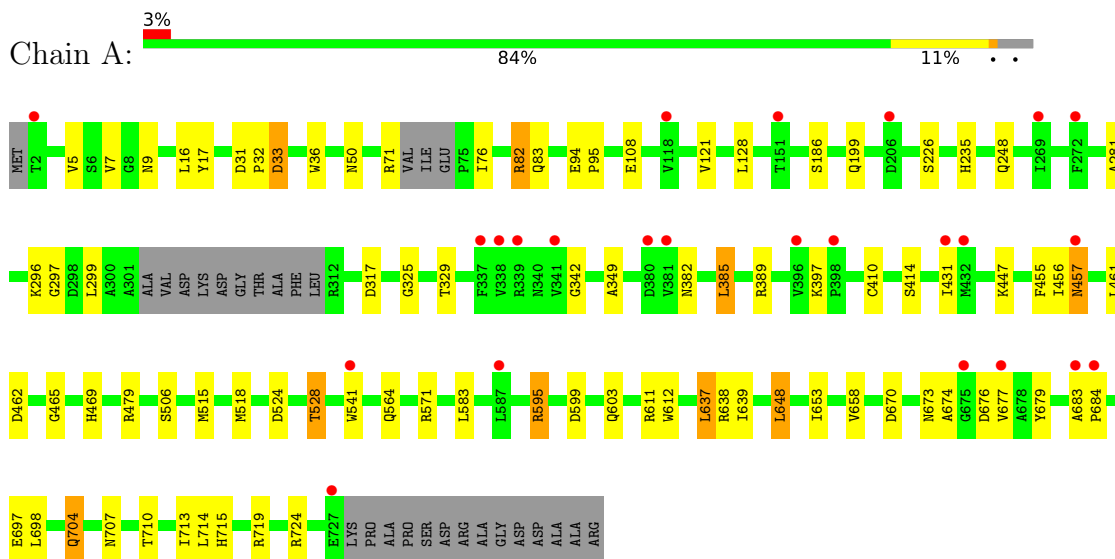 3%
Chain A:
84% 11% • •
MET T2 V5 S6 V7 G8 N9 L16 Y17 D31 P32 D33 W36 N50 R71 VAL ILE GLU P75 I76 R82 Q83 E94 P95 E108 V118 V121 L128 T151 S186 Q199 D206 S226 H235 Q248 I269 F272
K296 G297 D298 L299 A300 A301 ALA VAL ASP LYS ASP GLY THR ALA PHE LEU R312 D317 G325 T329 F337 V338 R339 N340 V341 G342 A349 D380 V381 N382 L385 R389 V396 K397 P398 C410 S414 I431 M432 K447 F455 I456 N457 L461
D462 G465 H469 R479 S506 M515 M518 D524 T528 W541 Q564 R571 L583 L587 R595 D599 Q603 R611 W612 L637 R638 I639 L648 I653 V658 D670 N673 A674 G675 D676 V677 A678 Y679 A683 P684
E697 L698 Q704 N707 T710 I713 L714 H715 R719 R724 E727 LYS PRO ALA PRO SER ASP ARG ALA GLY ASP ASP ALA ALA ARG